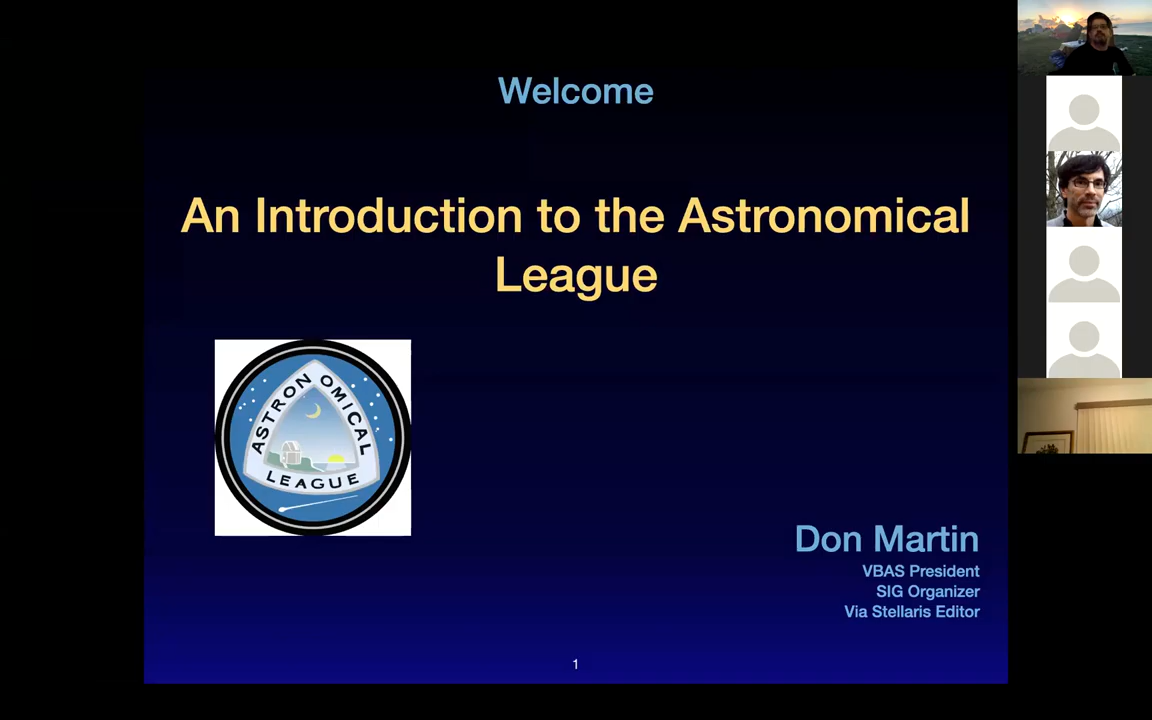 Welcome
An Introduction to the Astronomical
League
ASTRONOMICAL
LEAGUE
Don Martin
VBAS President
SIG Organizer
Via Stellaris Editor
1